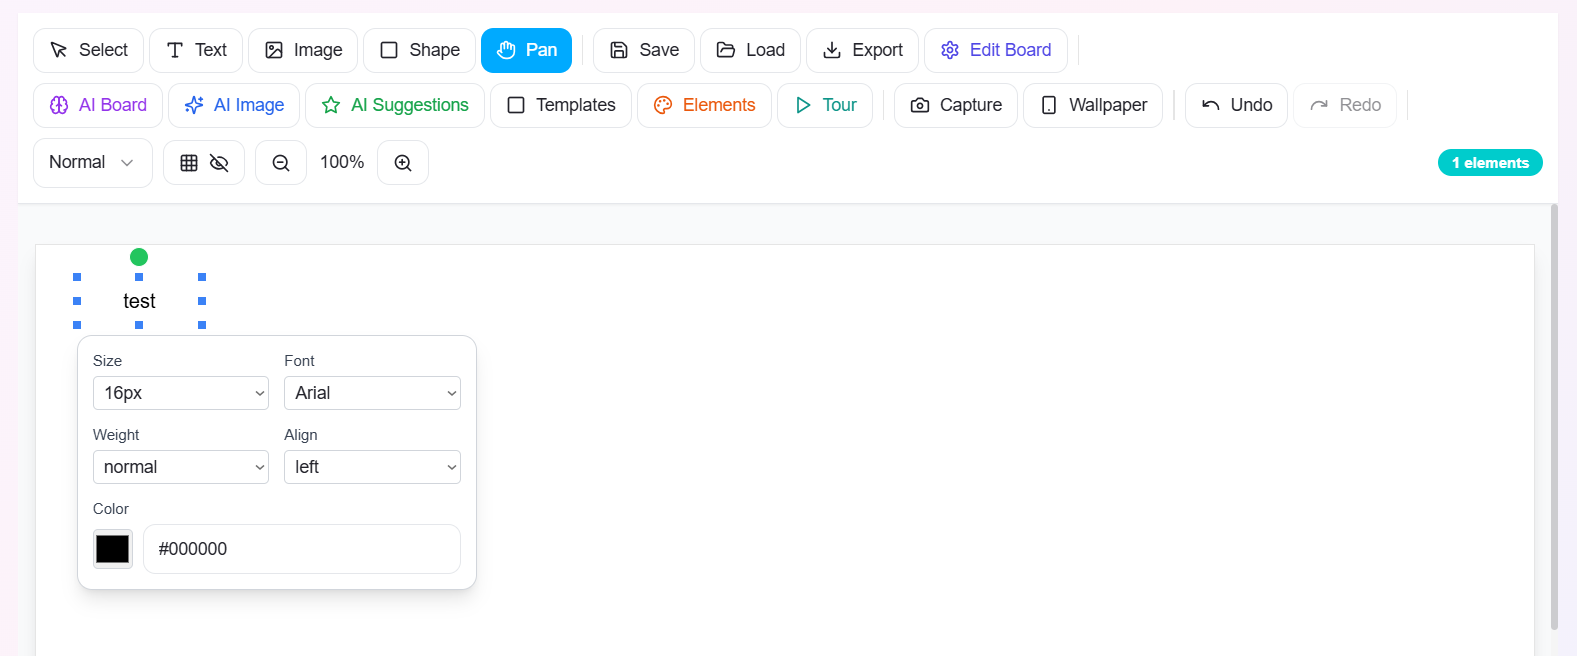 Select Text Image Shape Pan Save Load Export Edit Board
AI Board AI Image AI Suggestions Templates Elements Tour Capture Wallpaper Undo Redo
Normal 100% 1 elements
test
Size Font
16px Arial
Weight Align
normal left
Color
#000000